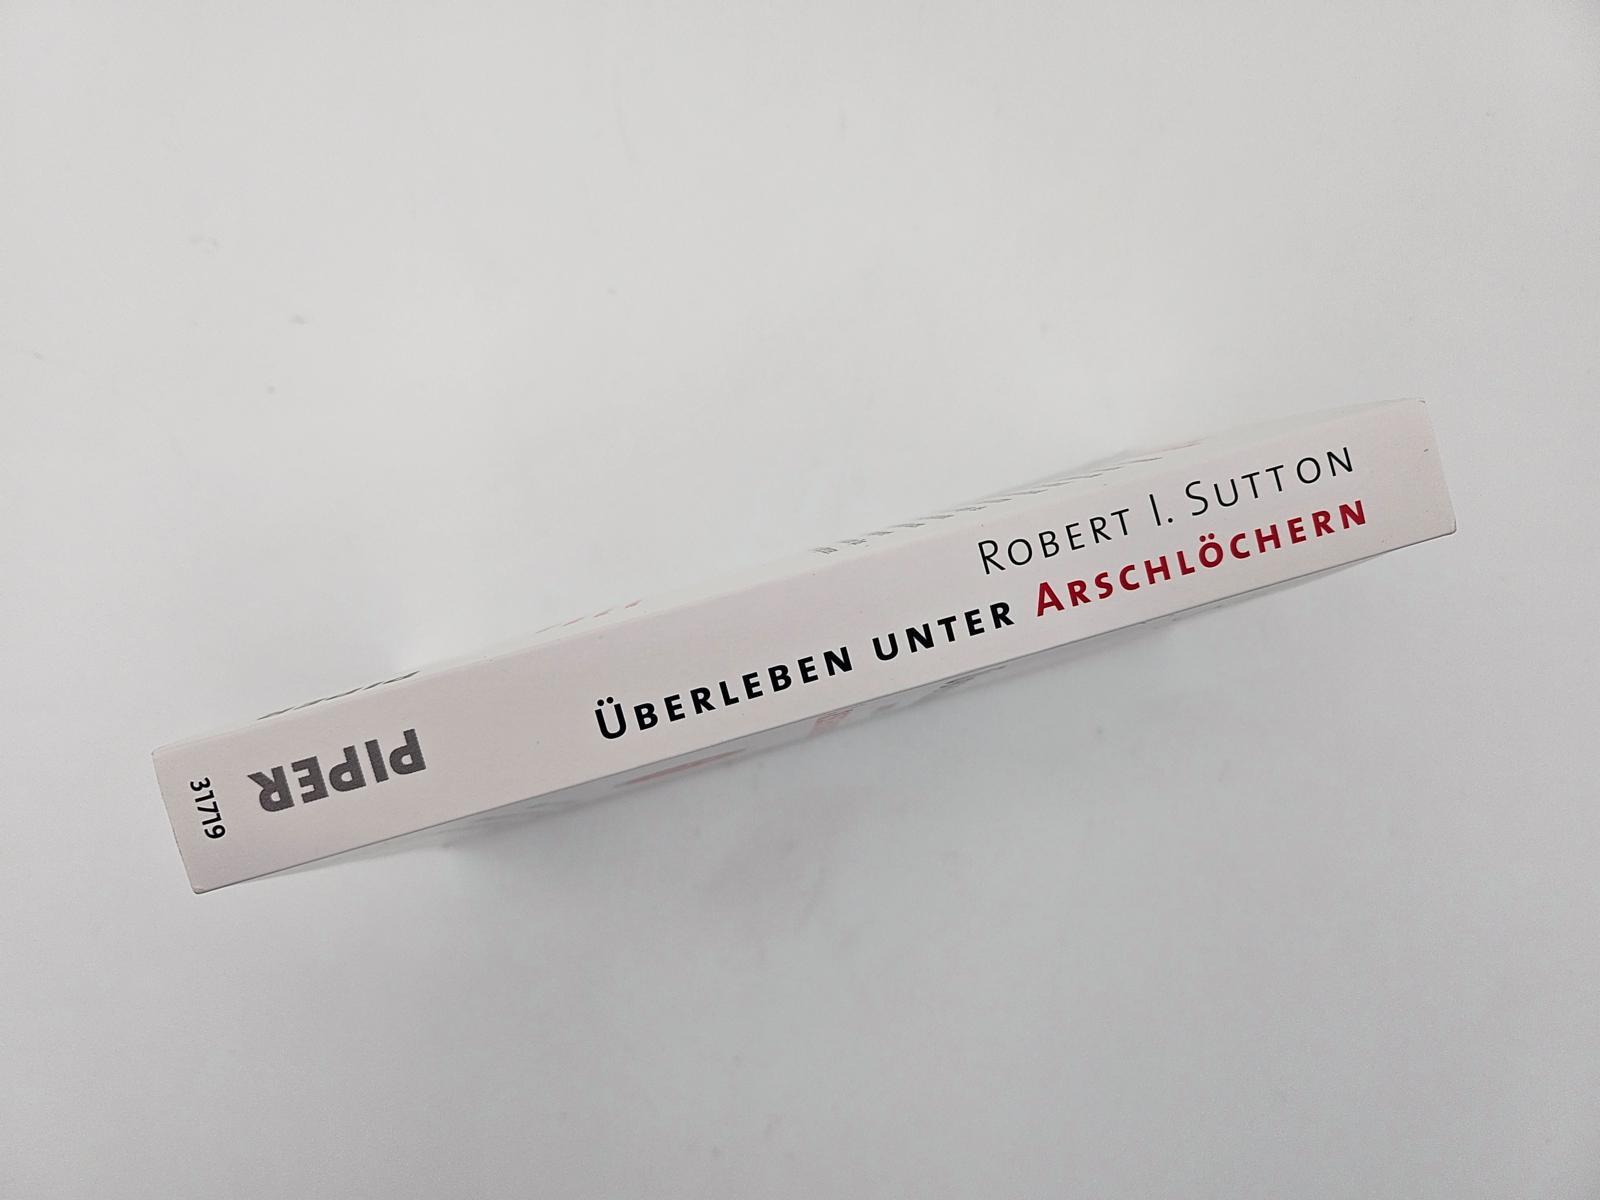 ROBERT I. SUTTON
ÜBERLEBEN UNTER ARSCHLÖCHERN
PIPER
31719